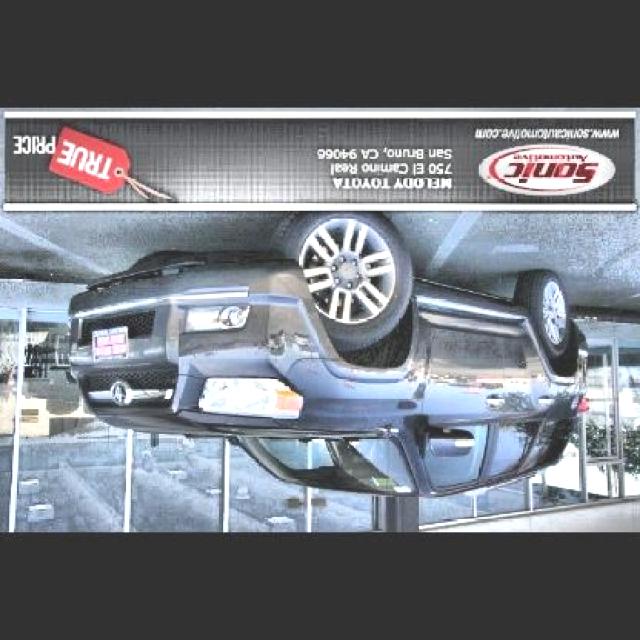 Sonic
Automotive
www.sonicautomotive.com
MELODY TOYOTA
750 El Camino Real
San Bruno, CA 94066
TRUE
PRICE